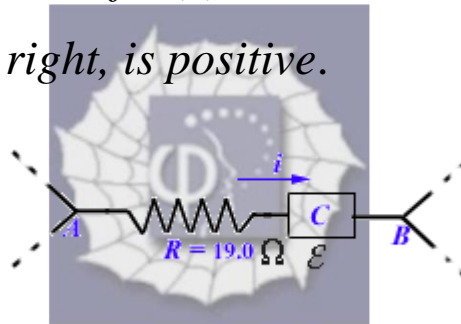 right, is positive.
i
A C B
R = 19.0 Ω ε